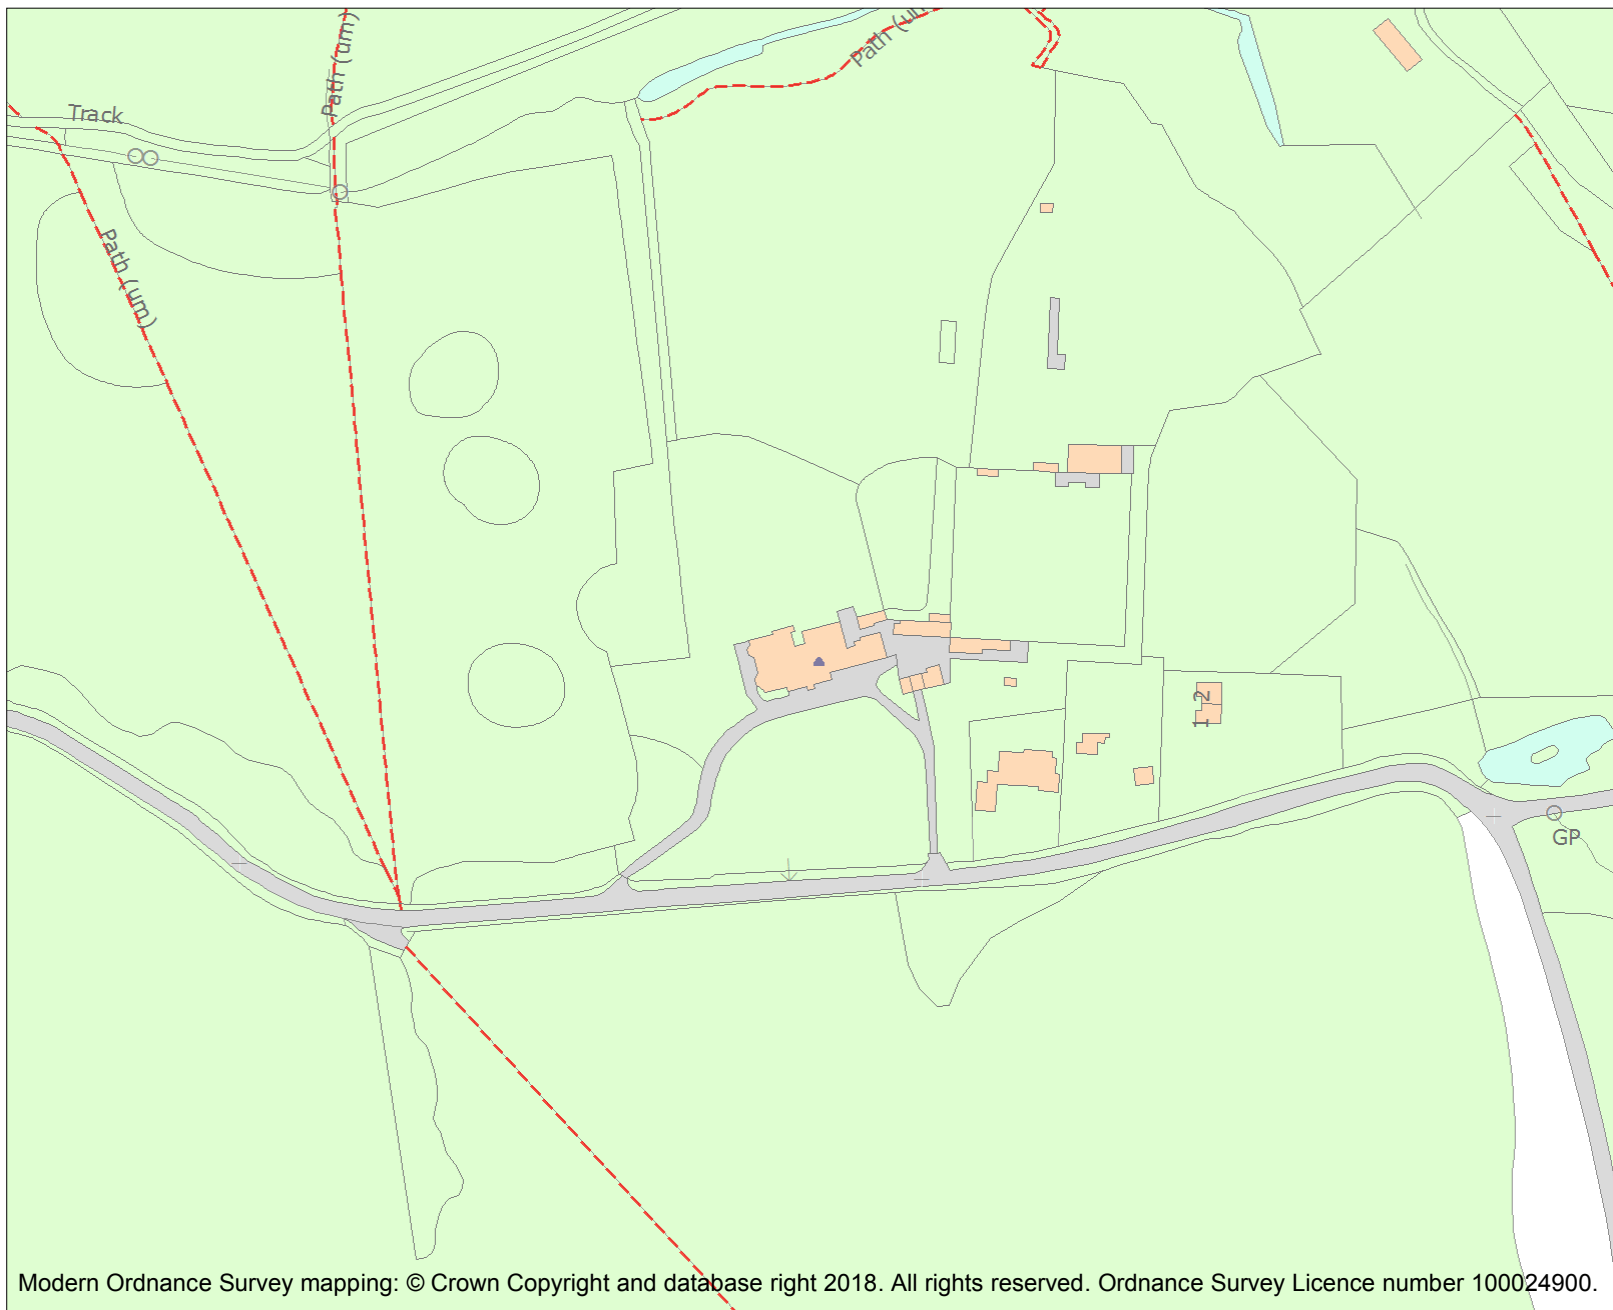 Path (um)
Path (u
Track
Path (um)
1 2
GP
Modern Ordnance Survey mapping: © Crown Copyright and database right 2018. All rights reserved. Ordnance Survey Licence number 100024900.